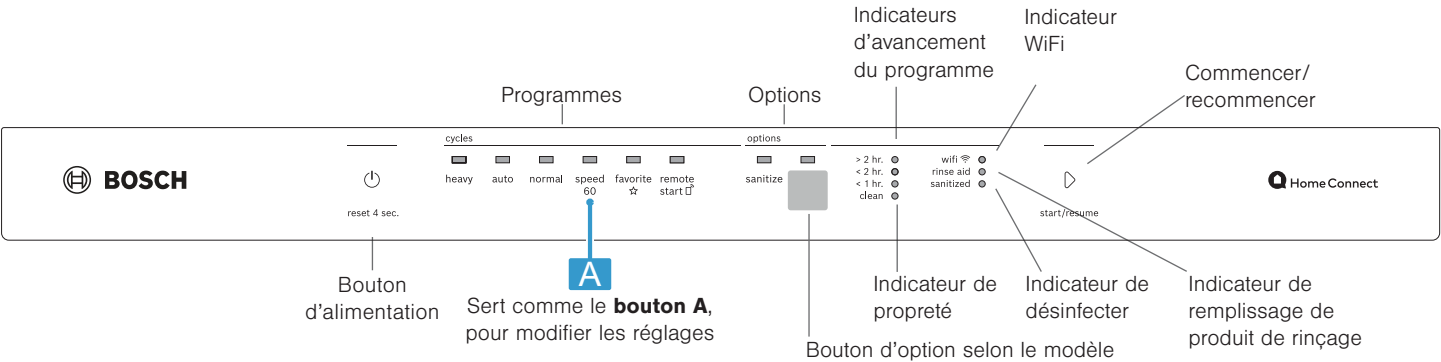 Indicateurs
d'avancement
du programme
Indicateur
WiFi
Commencer/
recommencer
Programmes
Options
cycles
options
BOSCH
reset 4 sec.
heavy
auto
normal
speed
60
favorite
☆
remote
start
sanitize
> 2 hr.
< 2 hr.
< 1 hr.
clean
wifi
rinse aid
sanitized
start/resume
Home Connect
Bouton
d'alimentation
A
Sert comme le bouton A,
pour modifier les réglages
Bouton d'option selon le modèle
Indicateur de
propreté
Indicateur de
désinfecter
Indicateur de
remplissage de
produit de rinçage